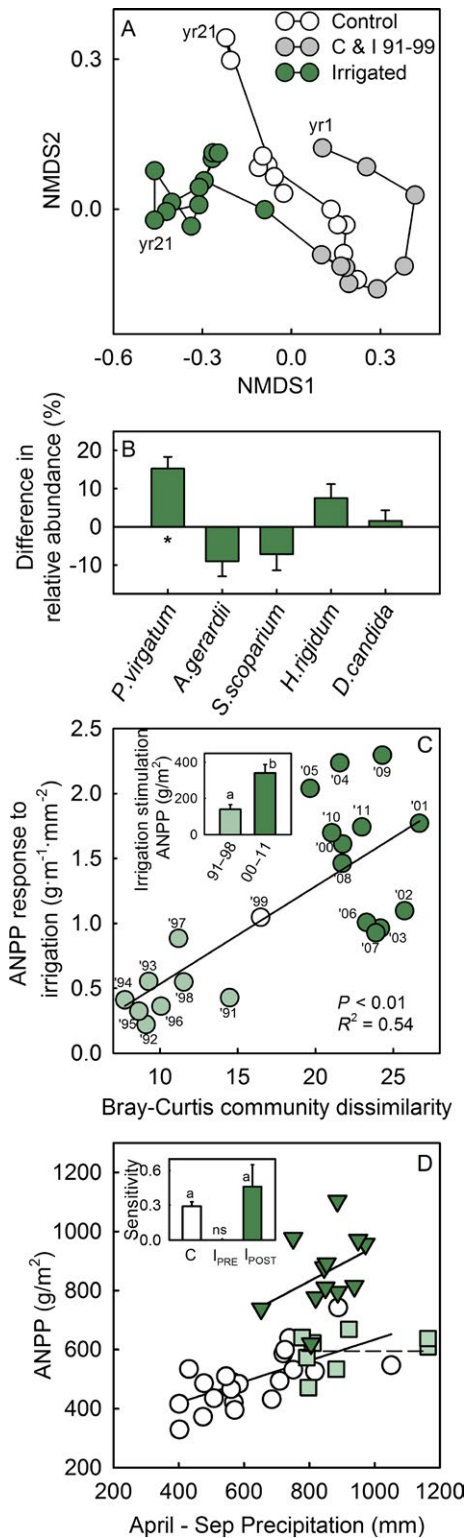 A
yr21
Control
C & I 91-99
Irrigated
yr1
yr21
0.3
0.0
NMDS2
-0.6
-0.3
0.0
0.3
NMDS1
B
20
10
0
-10
Difference in
relative abundance (%)
*
P.virgatum
A.gerardii
S.scoparium
H.rigidum
D.candida
C
2.5
2.0
1.5
1.0
0.5
0.0
ANPP response to
irrigation (g·m⁻¹·mm⁻²)
Irrigation stimulation
ANPP (g/m²)
400
200
0
a
b
91–98
00–11
'05
'04
'09
'10
'11
'01
'00
'08
'99
'06
'02
'07
'03
'97
'94
'93
'98
'91
'95
'96
'92
P < 0.01
R² = 0.54
10
15
20
25
Bray-Curtis community dissimilarity
D
1200
1000
800
600
400
200
ANPP (g/m²)
Sensitivity
0.6
0.3
0.0
a
ns
a
C
I PRE
I POST
200
400
600
800
1000
1200
April - Sep Precipitation (mm)